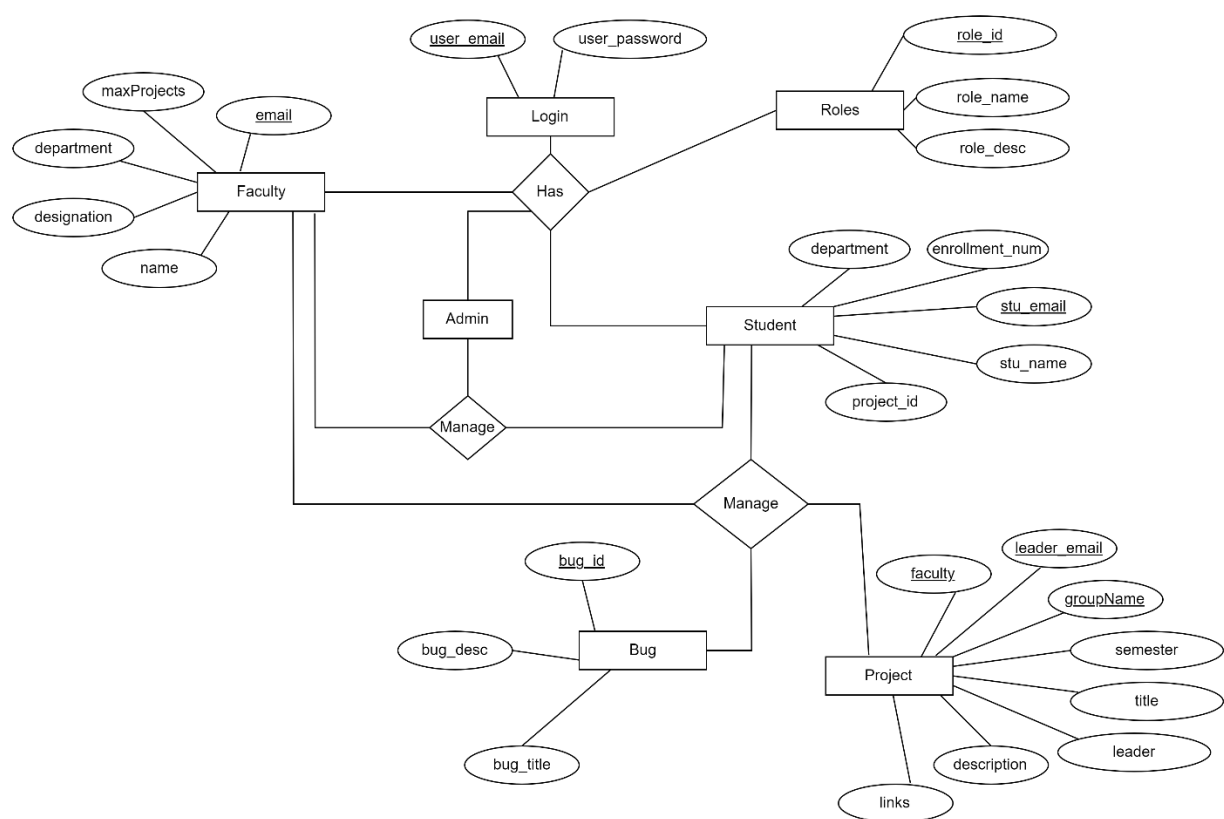 user_email
user_password
role_id
maxProjects
email
role_name
Login
Roles
department
role_desc
Faculty
Has
designation
name
department
enrollment_num
stu_email
Admin
Student
stu_name
project_id
Manage
Manage
leader_email
bug_id
faculty
groupName
bug_desc
Bug
semester
Project
title
leader
bug_title
description
links